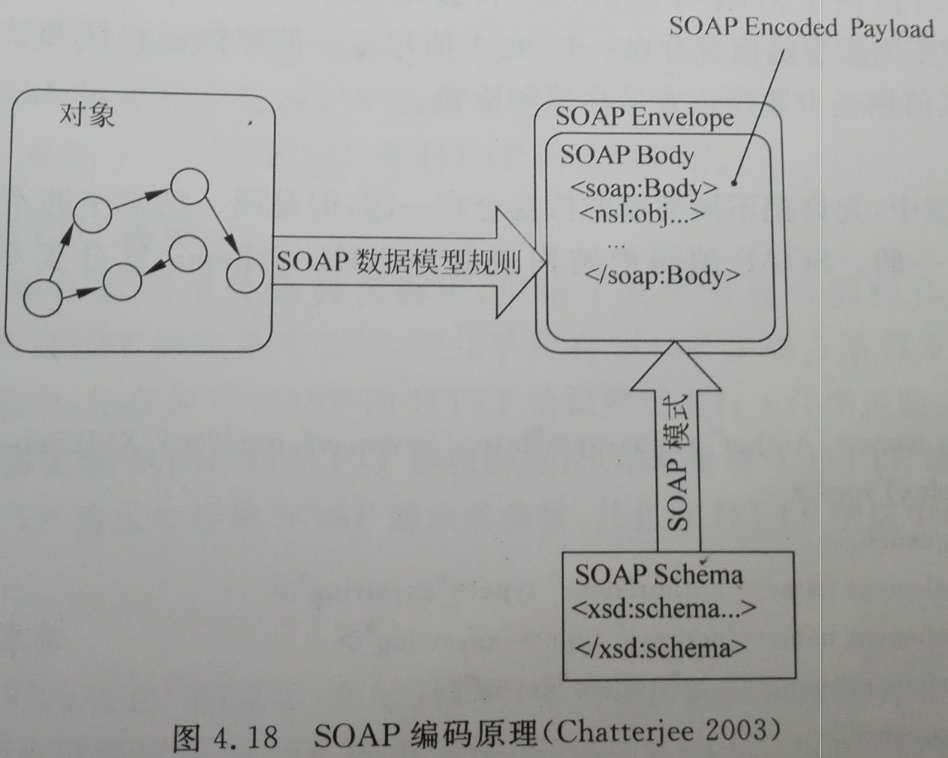 SOAP Encoded Payload
对象
SOAP Envelope
SOAP Body
<soap:Body>
<nsl:obj...>
...
</soap:Body>
SOAP 数据模型规则
SOAP 模式
SOAP Schema
<xsd:schema...>
</xsd:schema>
图 4.18 SOAP 编码原理(Chatterjee 2003)